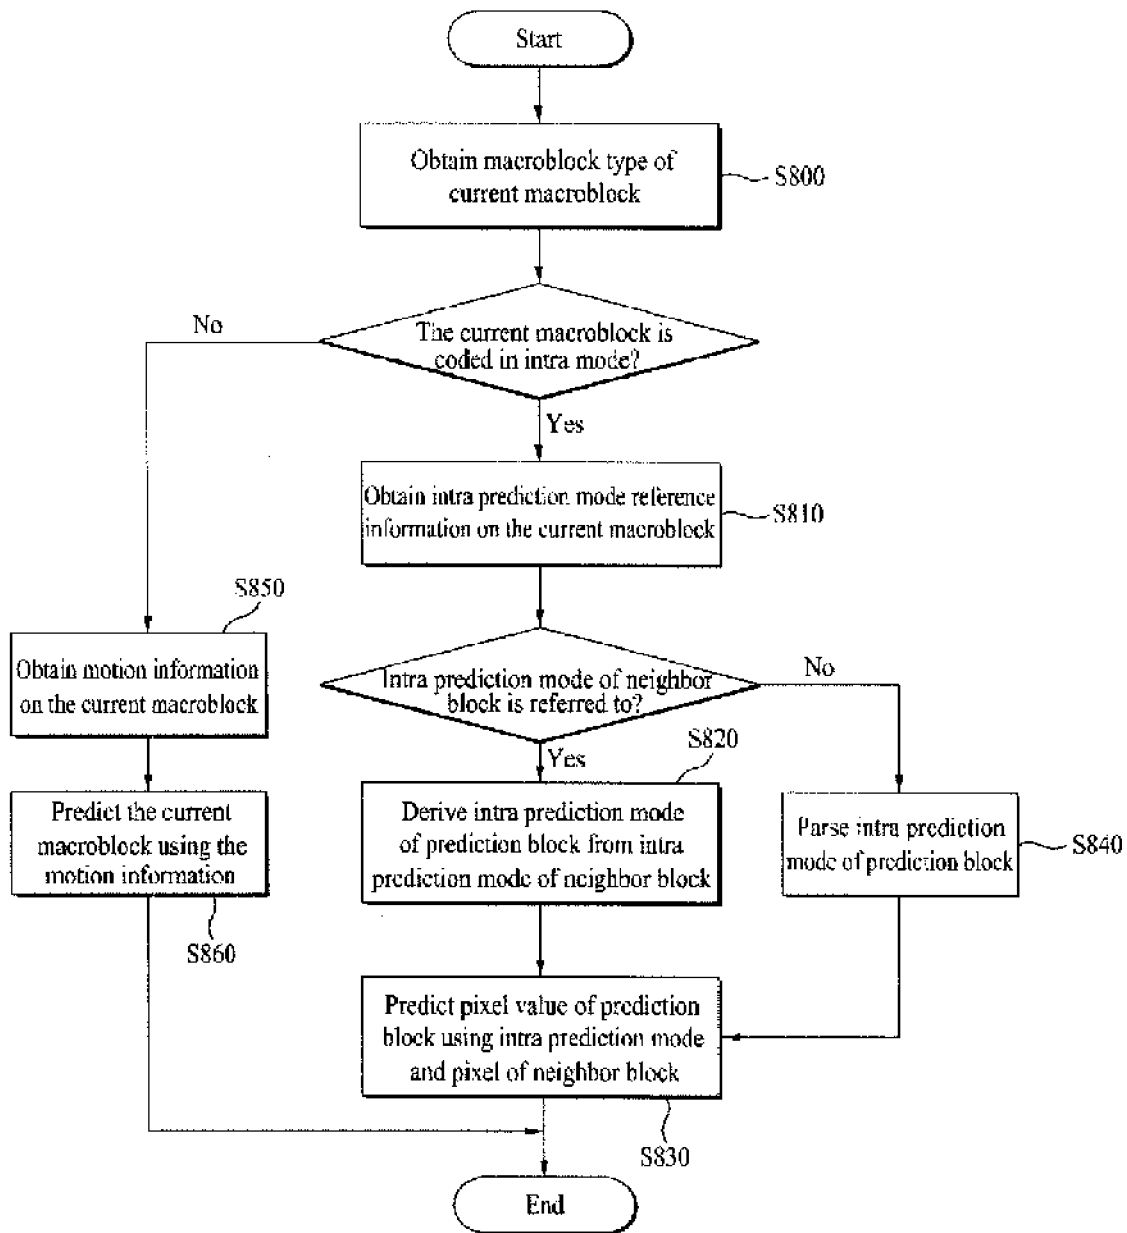 Start
Obtain macroblock type of
current macroblock
S800
The current macroblock is
coded in intra mode?
No
Yes
Obtain intra prediction mode reference
information on the current macroblock
S810
S850
Obtain motion information
on the current macroblock
Intra prediction mode of neighbor
block is referred to?
No
Yes
S820
Predict the current
macroblock using the
motion information
S860
Derive intra prediction mode
of prediction block from intra
prediction mode of neighbor block
Parse intra prediction
mode of prediction block
S840
Predict pixel value of prediction
block using intra prediction mode
and pixel of neighbor block
S830
End